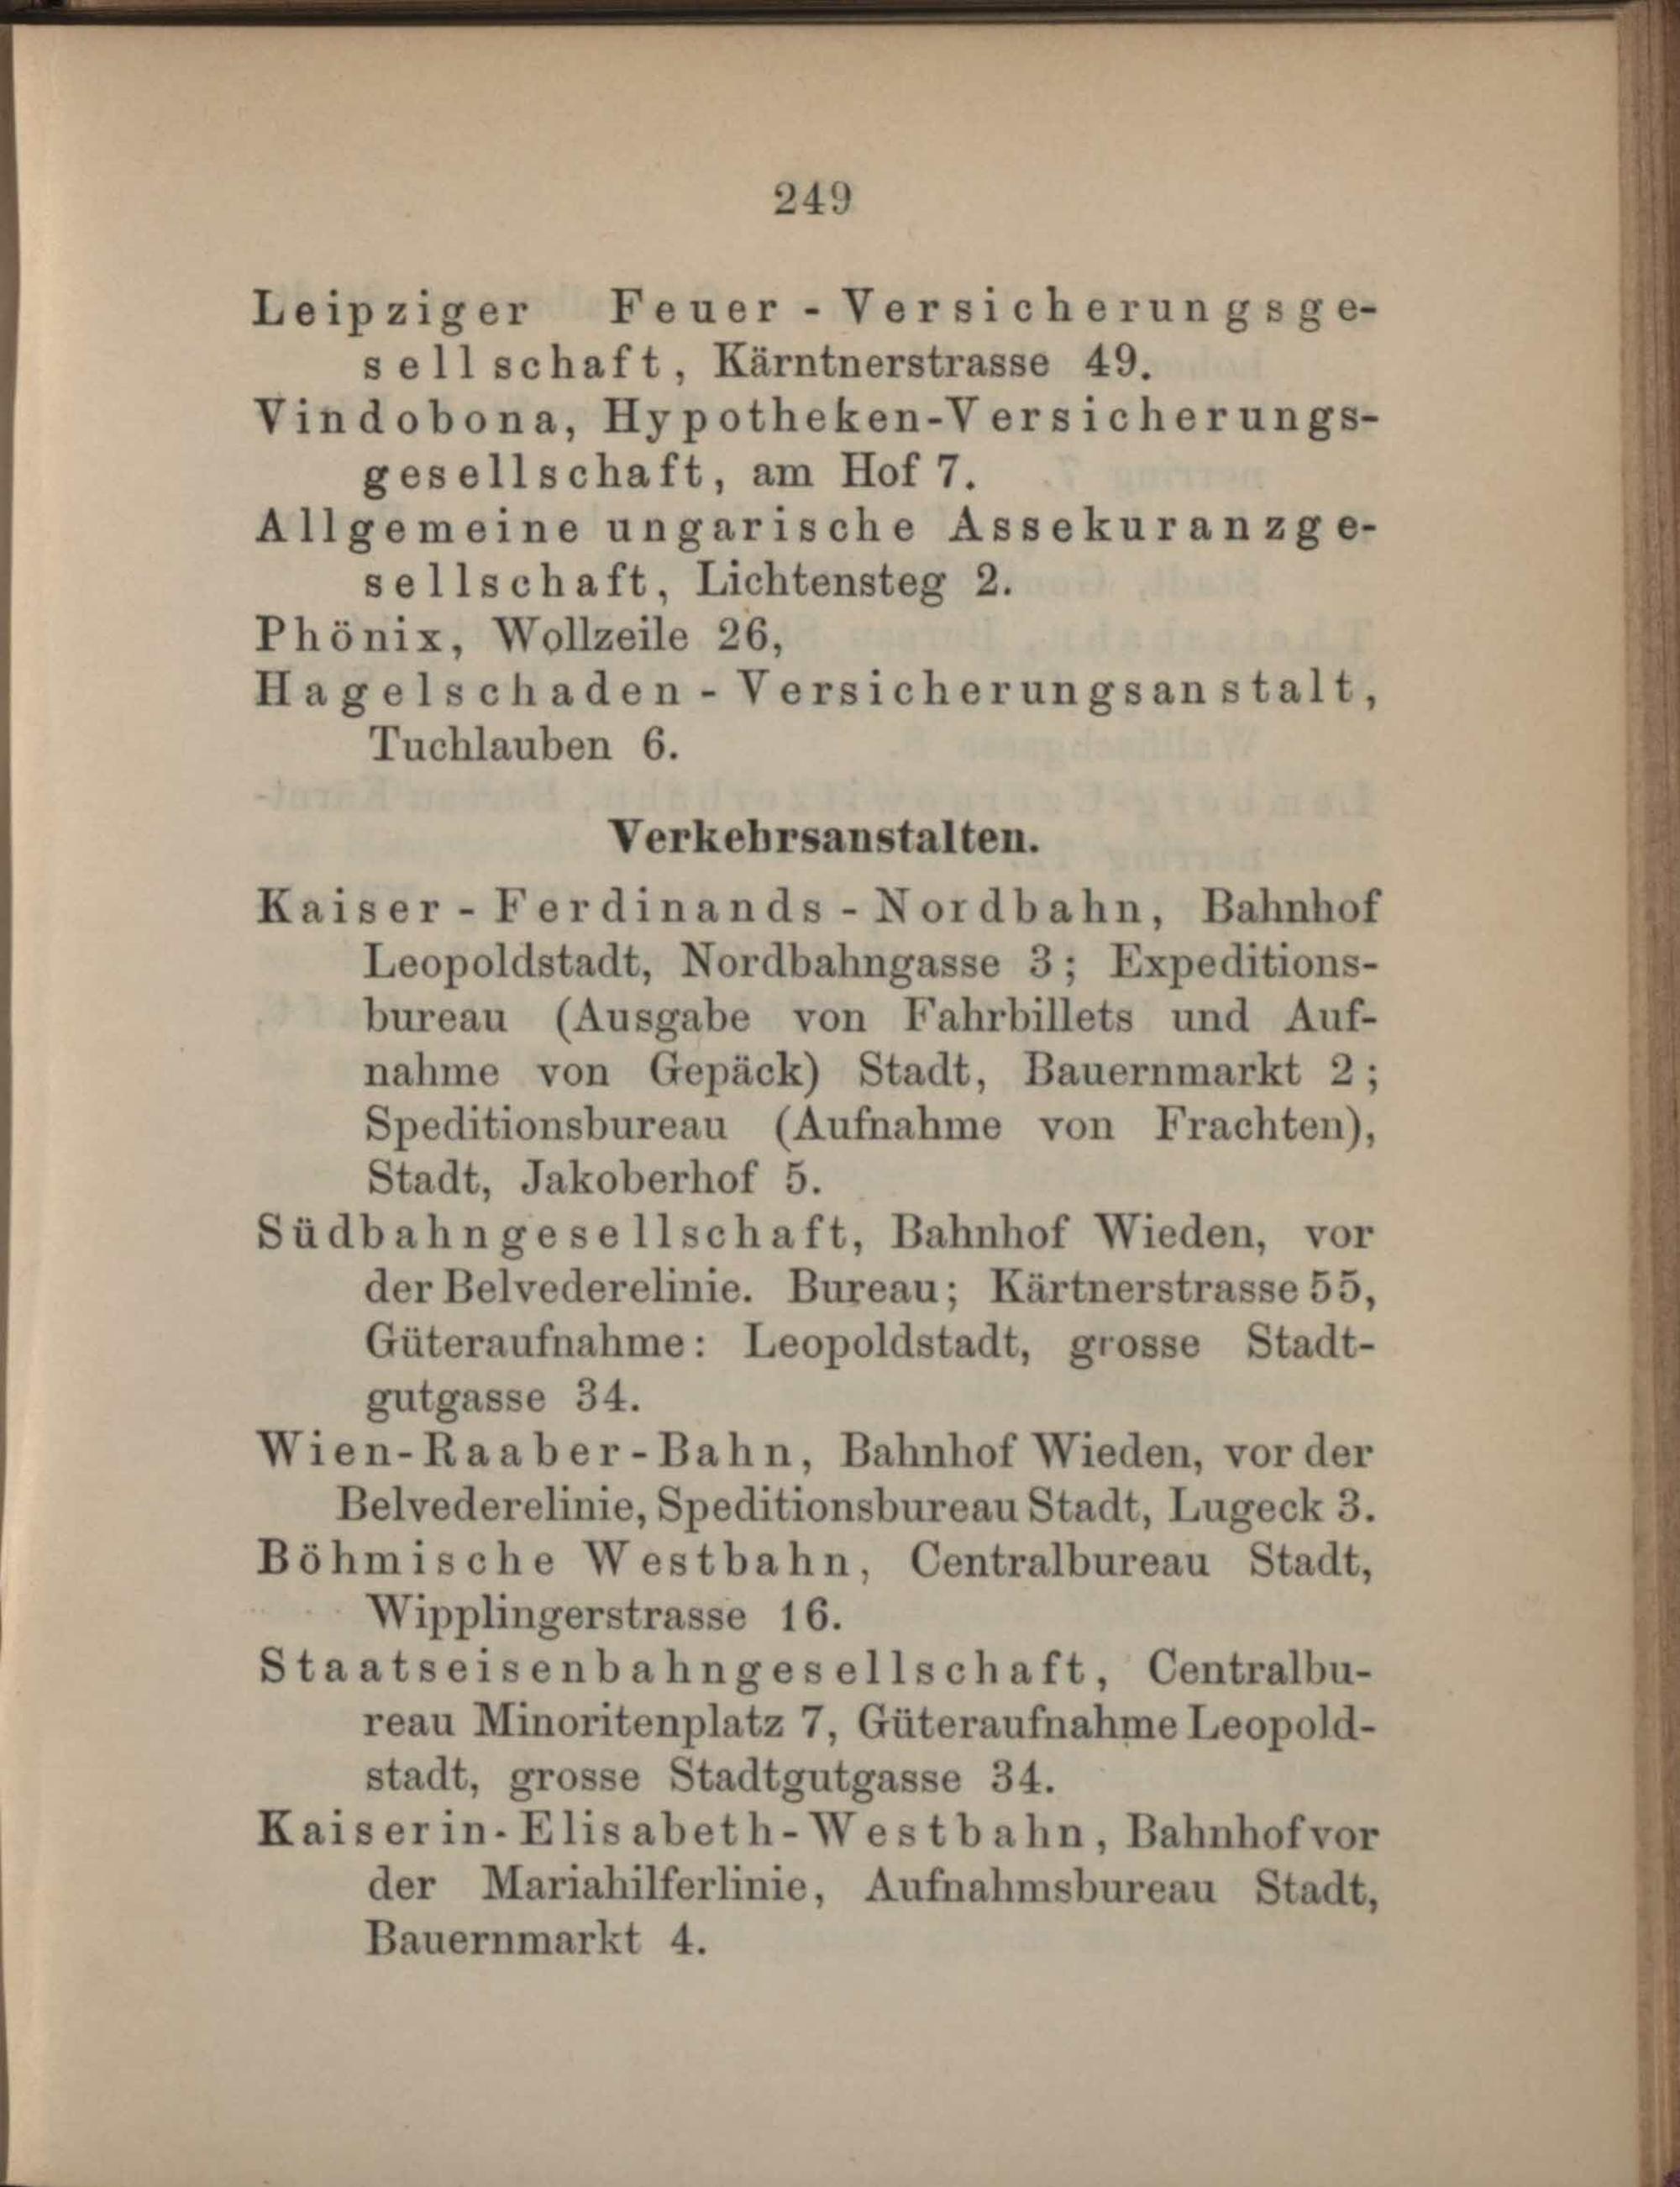 249
Leipziger Feuer-Versicherungsge-
sellschaft, Kärntnerstrasse 49.
Vindobona, Hypotheken-Versicherungs-
gesellschaft, am Hof 7.
Allgemeine ungarische Assekuranzge-
sellschaft, Lichtensteg 2.
Phönix, Wollzeile 26,
Hagelschaden-Versicherungsanstalt,
Tuchlauben 6.
Verkehrsanstalten.
Kaiser-Ferdinands-Nordbahn, Bahnhof
Leopoldstadt, Nordbahngasse 3; Expeditions-
bureau (Ausgabe von Fahrbillets und Auf-
nahme von Gepäck) Stadt, Bauernmarkt 2;
Speditionsbureau (Aufnahme von Frachten),
Stadt, Jakoberhof 5.
Südbahngesellschaft, Bahnhof Wieden, vor
der Belvederelinie. Bureau; Kärtnerstrasse 55,
Güteraufnahme: Leopoldstadt, grosse Stadt-
gutgasse 34.
Wien-Raaber-Bahn, Bahnhof Wieden, vor der
Belvederelinie, Speditionsbureau Stadt, Lugeck 3.
Böhmische Westbahn, Centralbureau Stadt,
Wipplingerstrasse 16.
Staatseisenbahngesellschaft, Centralbu-
reau Minoritenplatz 7, Güteraufnahme Leopold-
stadt, grosse Stadtgutgasse 34.
Kaiserin-Elisabeth-Westbahn, Bahnhof vor
der Mariahilferlinie, Aufnahmsbureau Stadt,
Bauernmarkt 4.